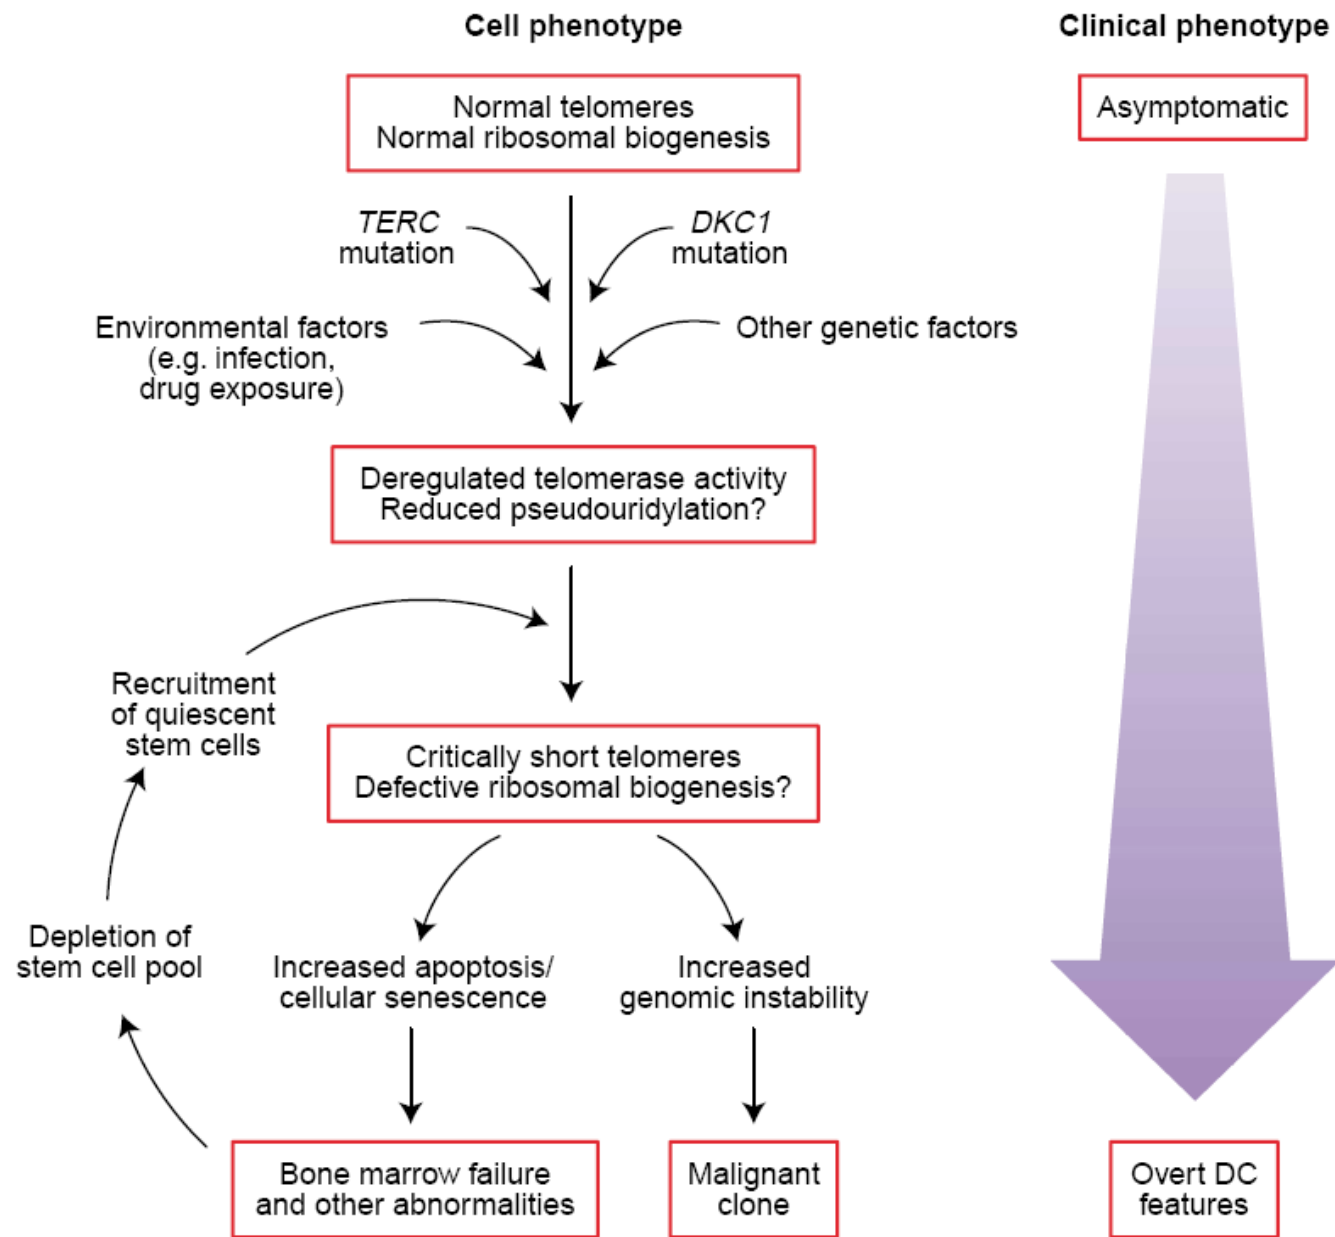 Cell phenotype
Clinical phenotype
Normal telomeres
Normal ribosomal biogenesis
Asymptomatic
TERC
mutation
DKC1
mutation
Environmental factors
(e.g. infection,
drug exposure)
Other genetic factors
Deregulated telomerase activity
Reduced pseudouridylation?
Recruitment
of quiescent
stem cells
Critically short telomeres
Defective ribosomal biogenesis?
Depletion of
stem cell pool
Increased apoptosis/
cellular senescence
Increased
genomic instability
Bone marrow failure
and other abnormalities
Malignant
clone
Overt DC
features